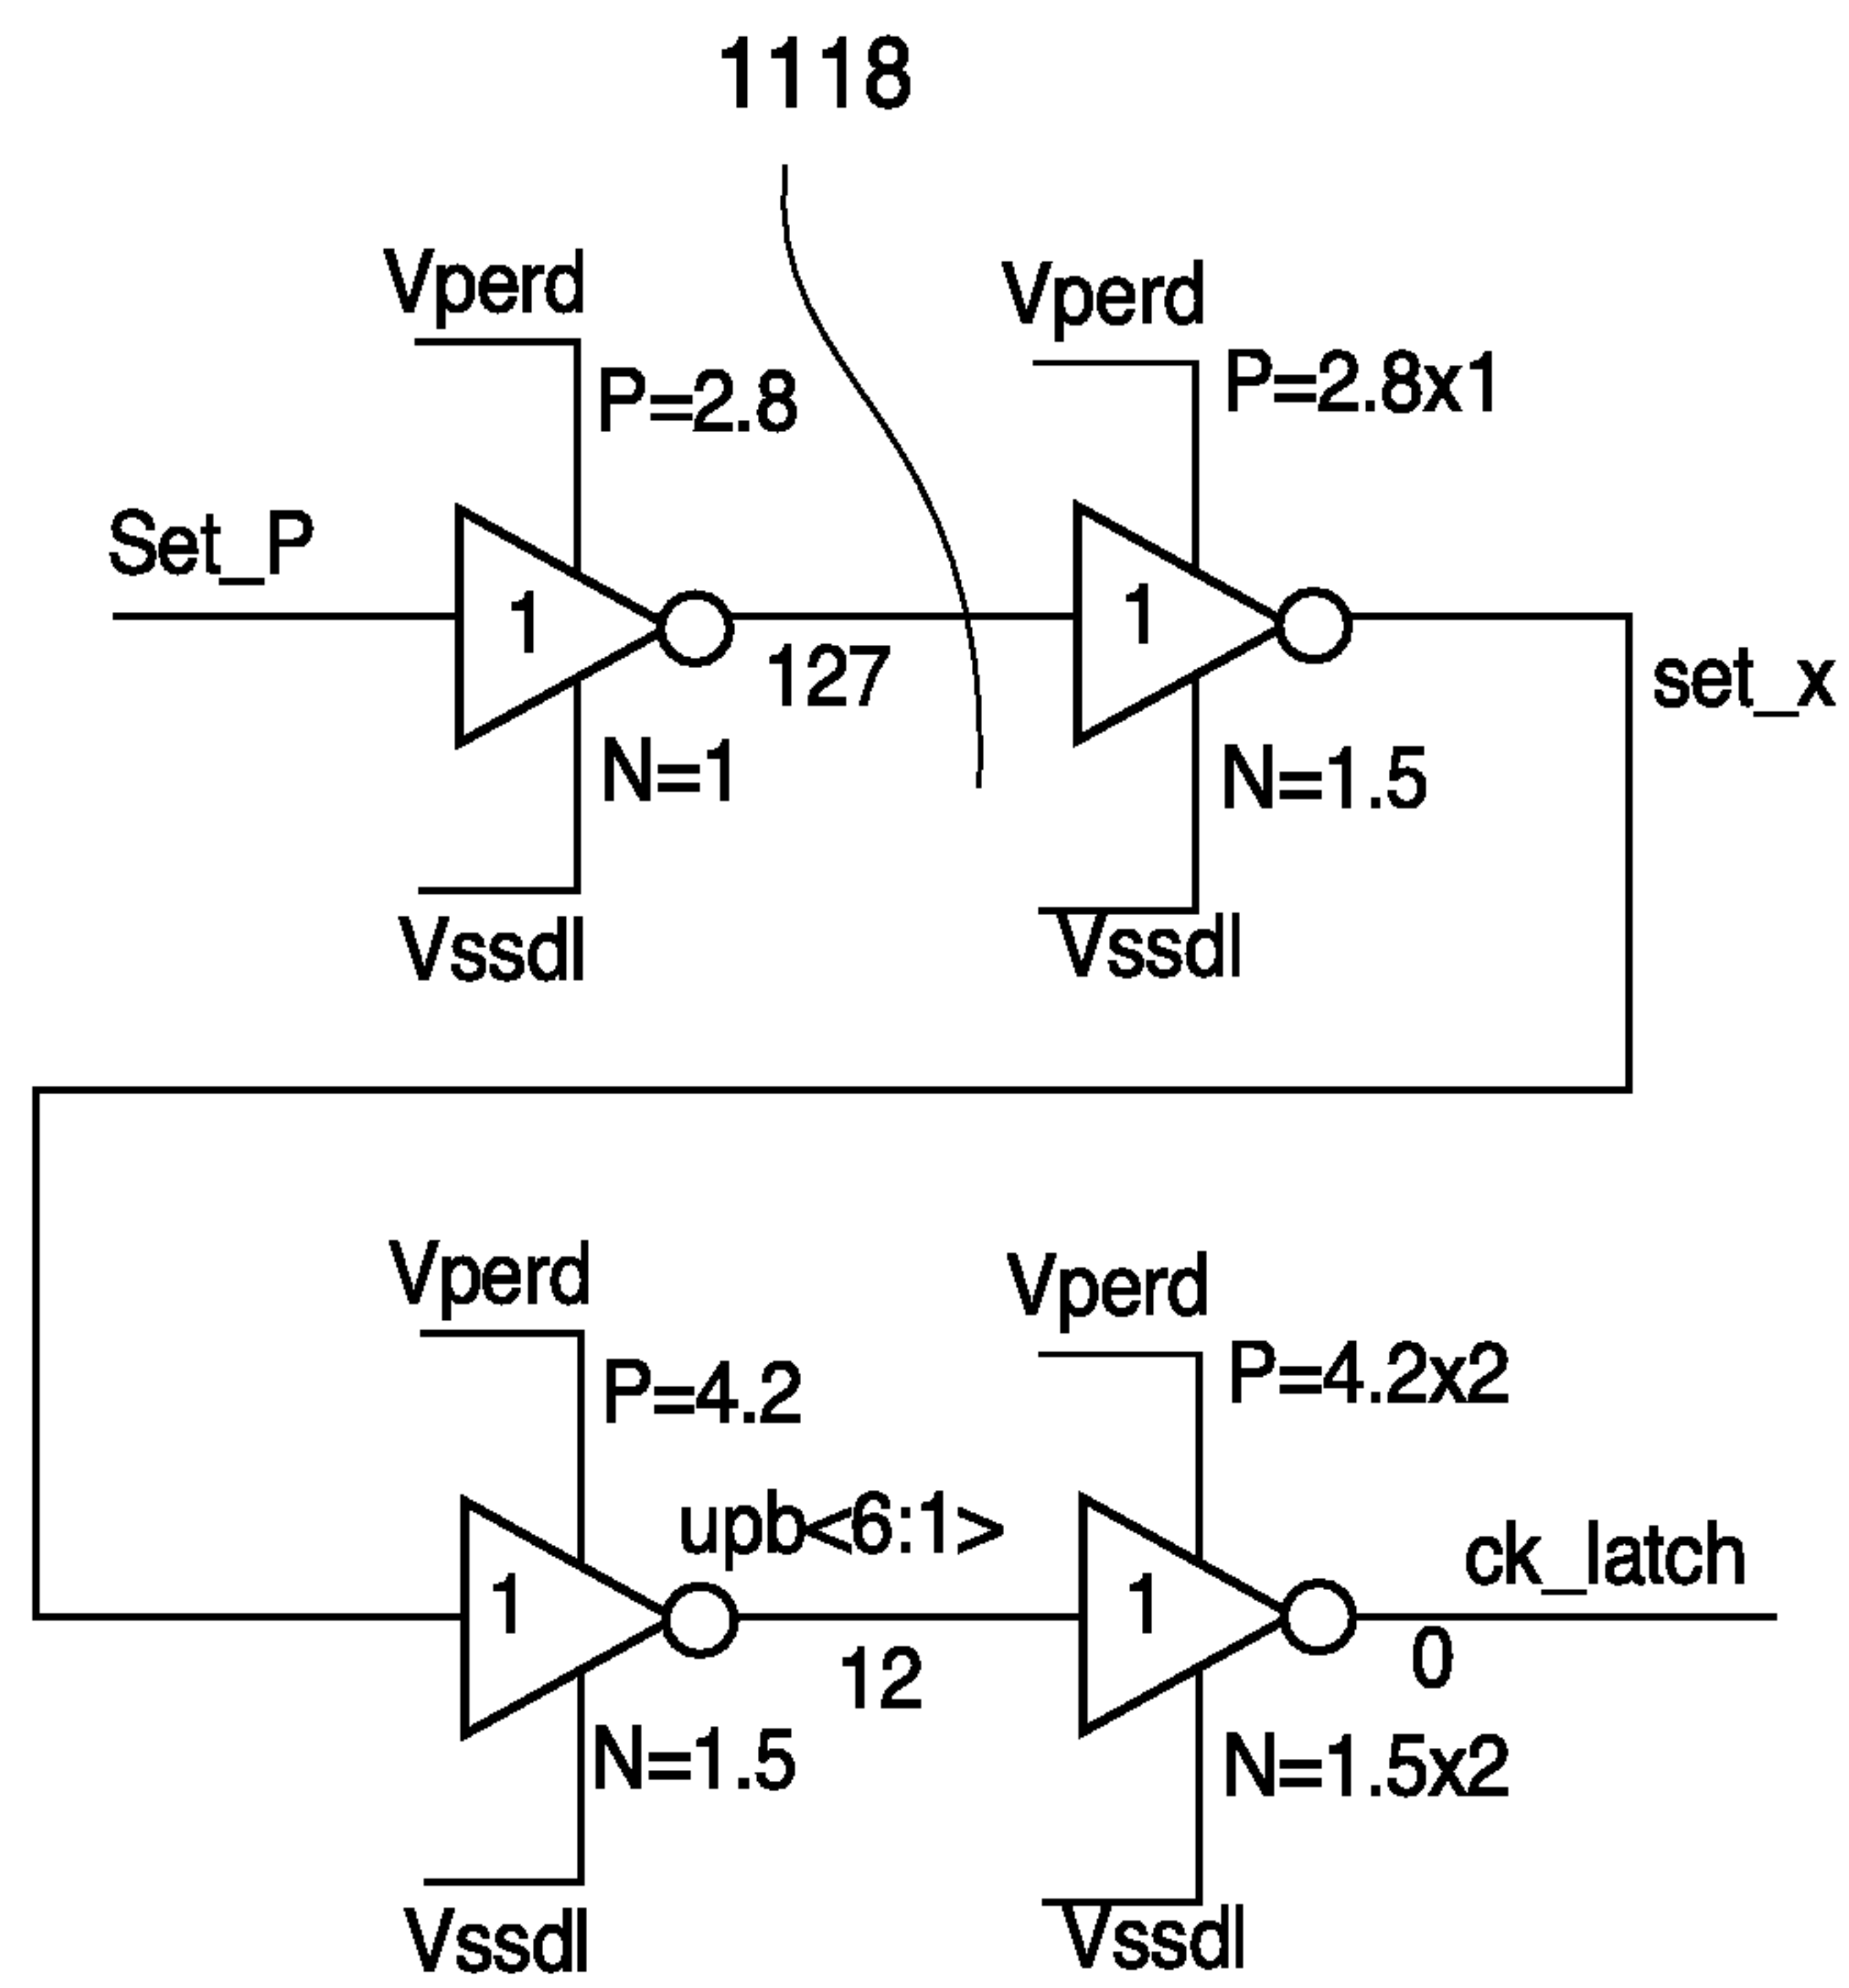 1118
Vperd
Vperd
P=2.8
P=2.8x1
Set_P
1
1
127
set_x
N=1
N=1.5
Vssdl
Vssdl
Vperd
Vperd
P=4.2
P=4.2x2
upb<6:1>
ck_latch
1
1
12
0
N=1.5
N=1.5x2
Vssdl
Vssdl